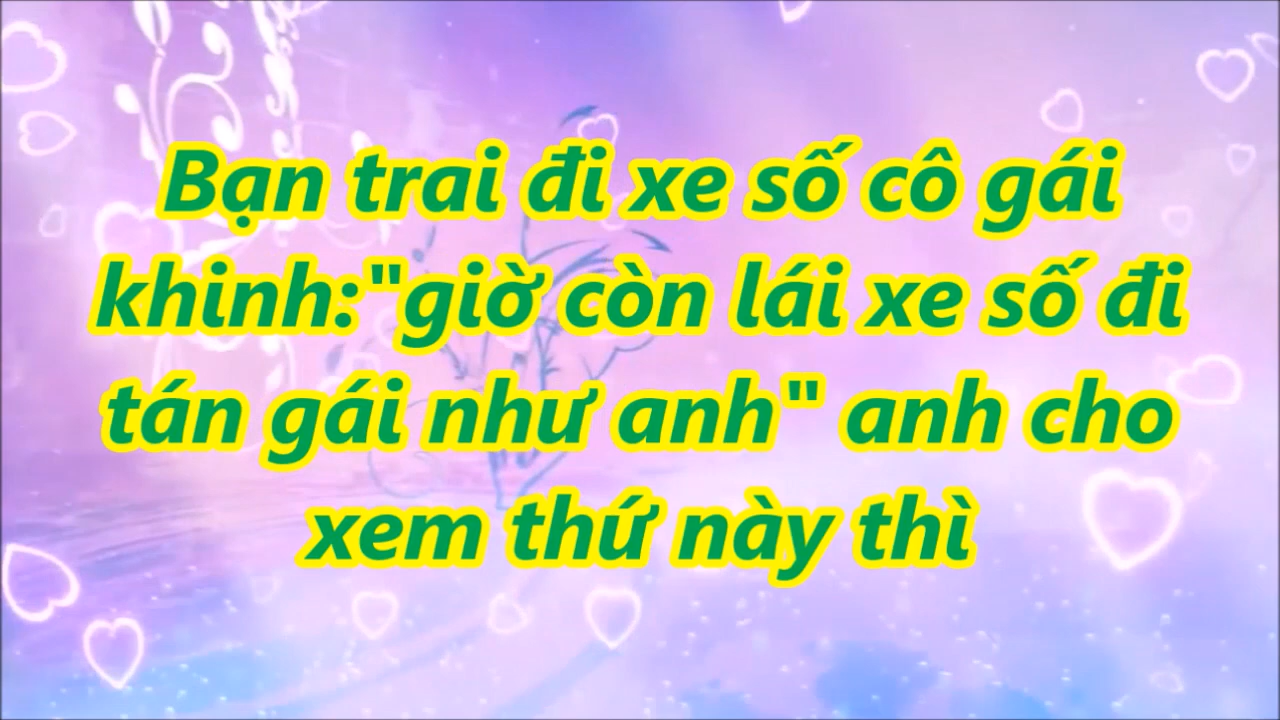 Bạn trai đi xe số cô gái
khinh:"giờ còn lái xe số đi
tán gái như anh" anh cho
xem thứ này thì